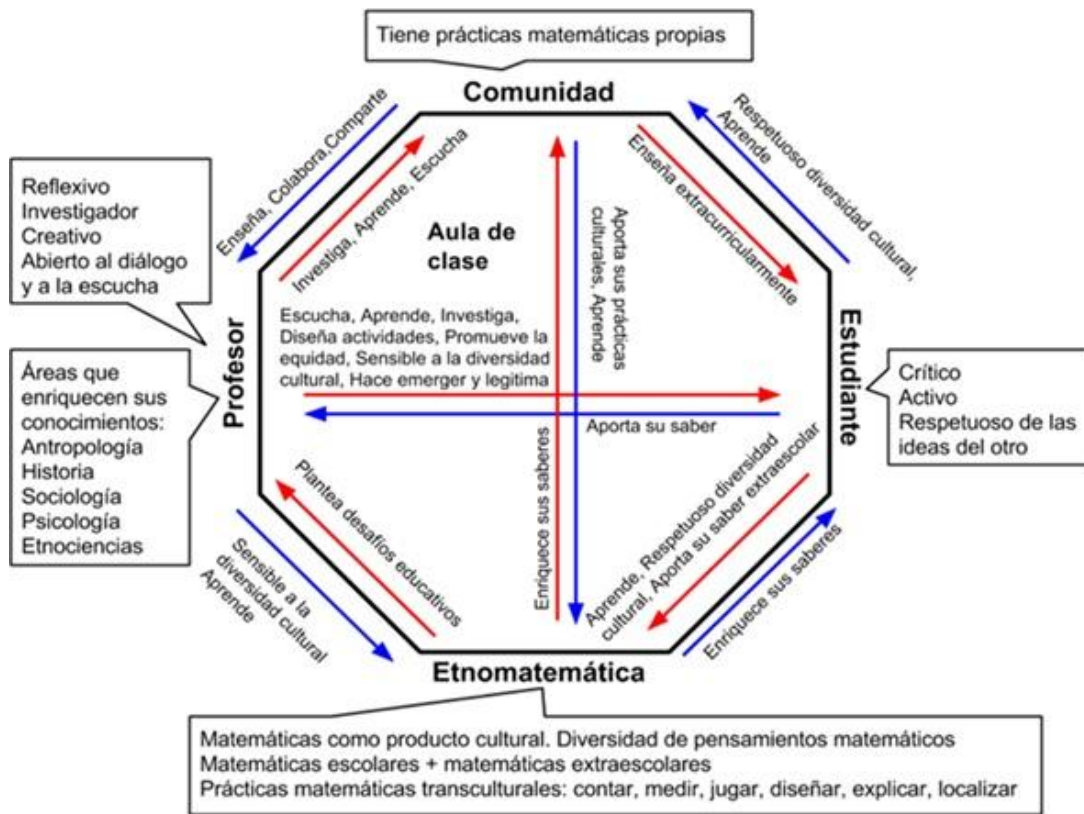 Tiene prácticas matemáticas propias
Comunidad
Enseña, Colabora,Comparte
Investiga, Aprende, Escucha
Respetuoso diversidad cultural,
Aprende
Enseña extracurricularmente
Reflexivo
Investigador
Creativo
Abierto al diálogo
y a la escucha
Aula de
clase
Aporta sus prácticas
culturales, Aprende
Escucha, Aprende, Investiga,
Diseña actividades, Promueve la
equidad, Sensible a la diversidad
cultural, Hace emerger y legitima
Profesor
Estudiante
Áreas que
enriquecen sus
conocimientos:
Antropología
Historia
Sociología
Psicología
Etnociencias
Crítico
Activo
Respetuoso de las
ideas del otro
Aporta su saber
Enriquece sus saberes
Plantea desafíos educativos
Sensible a la
diversidad cultural
Aprende
Aprende, Respetuoso diversidad
cultural, Aporta su saber extraescolar
Enriquece sus saberes
Etnomatemática
Matemáticas como producto cultural. Diversidad de pensamientos matemáticos
Matemáticas escolares + matemáticas extraescolares
Prácticas matemáticas transculturales: contar, medir, jugar, diseñar, explicar, localizar